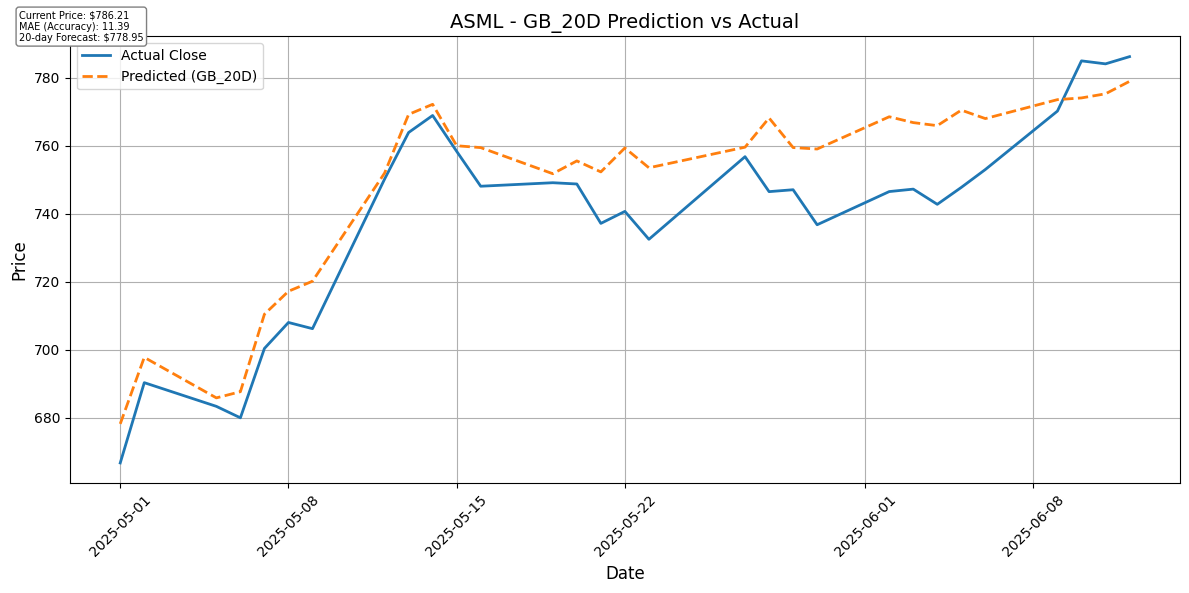 ASML - GB_20D Prediction vs Actual
Current Price: $786.21
MAE (Accuracy): 11.39
20-day Forecast: $778.95
Actual Close
Predicted (GB_20D)
Price
780
760
740
720
700
680
2025-05-01
2025-05-08
2025-05-15
2025-05-22
2025-06-01
2025-06-08
Date